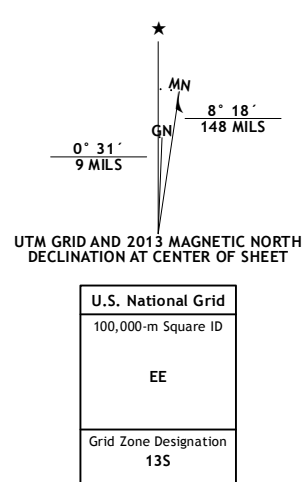 ★
MN
GN
8° 18´
148 MILS
0° 31´
9 MILS
UTM GRID AND 2013 MAGNETIC NORTH
DECLINATION AT CENTER OF SHEET
U.S. National Grid
100,000-m Square ID
EE
Grid Zone Designation
13S